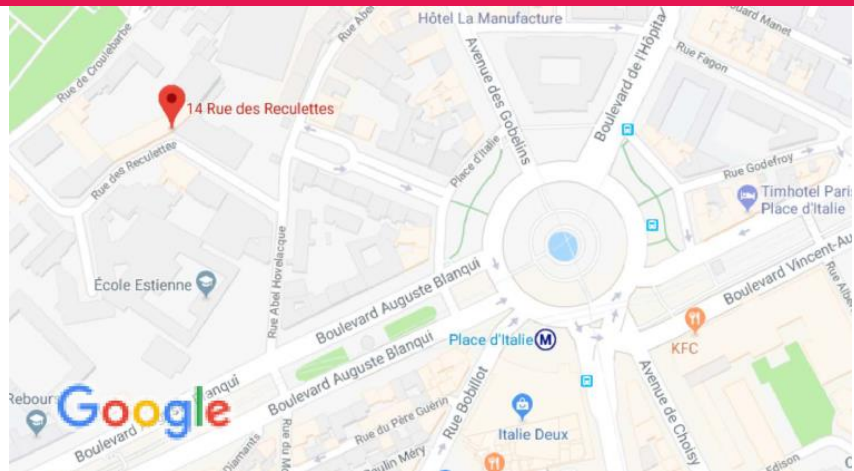 Hôtel La Manufacture
Rue de Croulebarbe
Rue Abel
Avenue des Gobelins
Boulevard de l'Hôpital
Rue Fagon
14 Rue des Reculettes
Rue des Reculettes
Place d'Italie
Rue Godefroy
Timhotel Paris
Place d'Italie
École Estienne
Rue Abel Hovelacque
Boulevard Auguste Blanqui
Boulevard Vincent-Au
Place d'Italie M
KFC
Boulevard Auguste Blanqui
Google
Rue Bobillot
Avenue de Choisy
Rue du Père Guérin
Italie Deux
Méry